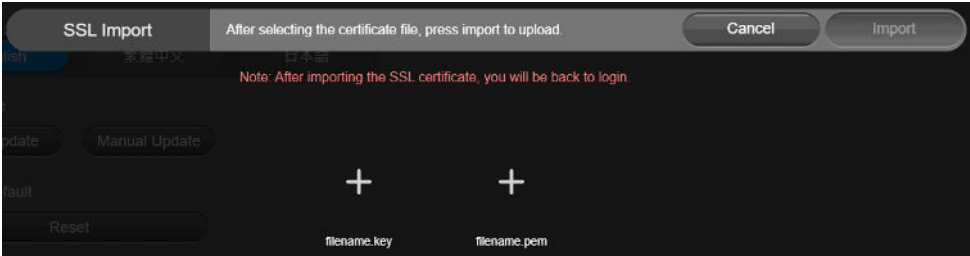 SSL Import
After selecting the certificate file, press import to upload.
Cancel
Import
繁體中文
日本語
Note: After importing the SSL certificate, you will be back to login.
Manual Update
Reset
filename.key
filename.pem